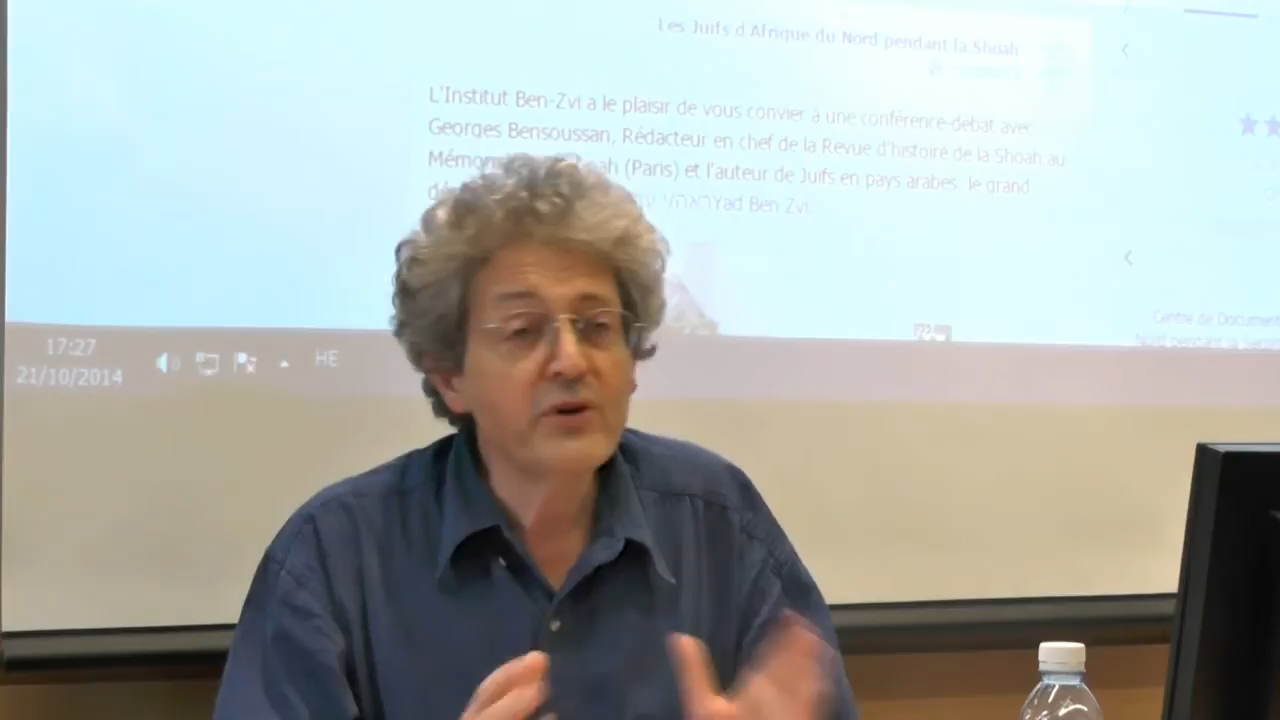 Les Juifs d'Afrique du Nord pendant la Shoah
L'Institut Ben-Zvi a le plaisir de vous convier à une conférence-débat avec
Georges Bensoussan, Rédacteur en chef de la Revue d'histoire de la Shoah au
(Paris) et l'auteur de Juifs en pays arabes: le grand
Yad Ben Zvi
17:27
21/10/2014
HE
Centre de